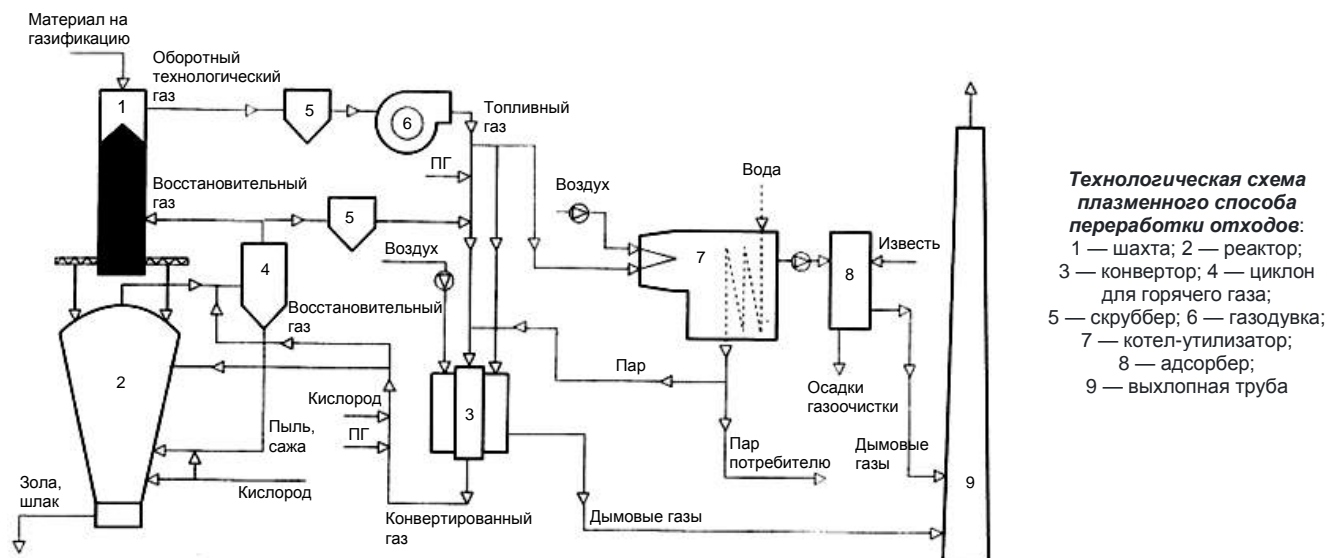 Материал на
газификацию
Оборотный
технологический
газ
1
5
6
Топливный
газ
ПГ
Восстановительный
газ
5
Воздух
Воздух
Вода
7
8
Известь
4
Восстановительный
газ
2
Пар
Осадки
газоочистки
Кислород
3
ПГ
Пыль,
сажа
Пар
потребителю
Дымовые
газы
Зола,
шлак
Кислород
9
Конвертированный
газ
Дымовые газы
Технологическая схема
плазменного способа
переработки отходов:
1 — шахта; 2 — реактор;
3 — конвертор; 4 — циклон
для горячего газа;
5 — скруббер; 6 — газодувка;
7 — котел-утилизатор;
8 — адсорбер;
9 — выхлопная труба